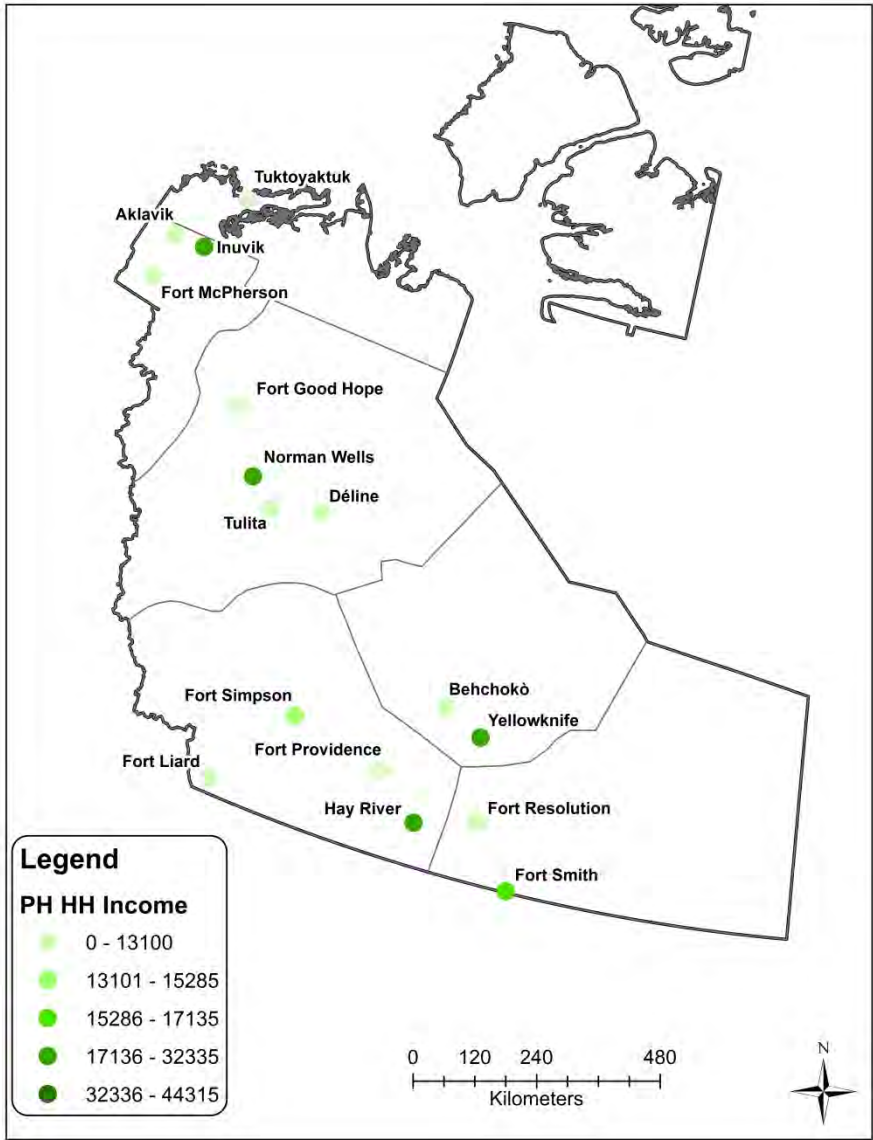 Tuktoyaktuk
Aklavik
Inuvik
Fort McPherson
Fort Good Hope
Norman Wells
Déline
Tulita
Behchokò
Fort Simpson
Yellowknife
Fort Providence
Fort Liard
Hay River
Fort Resolution
Fort Smith
Legend
PH HH Income
0 - 13100
13101 - 15285
15286 - 17135
17136 - 32335
32336 - 44315
0 120 240 480
Kilometers
N